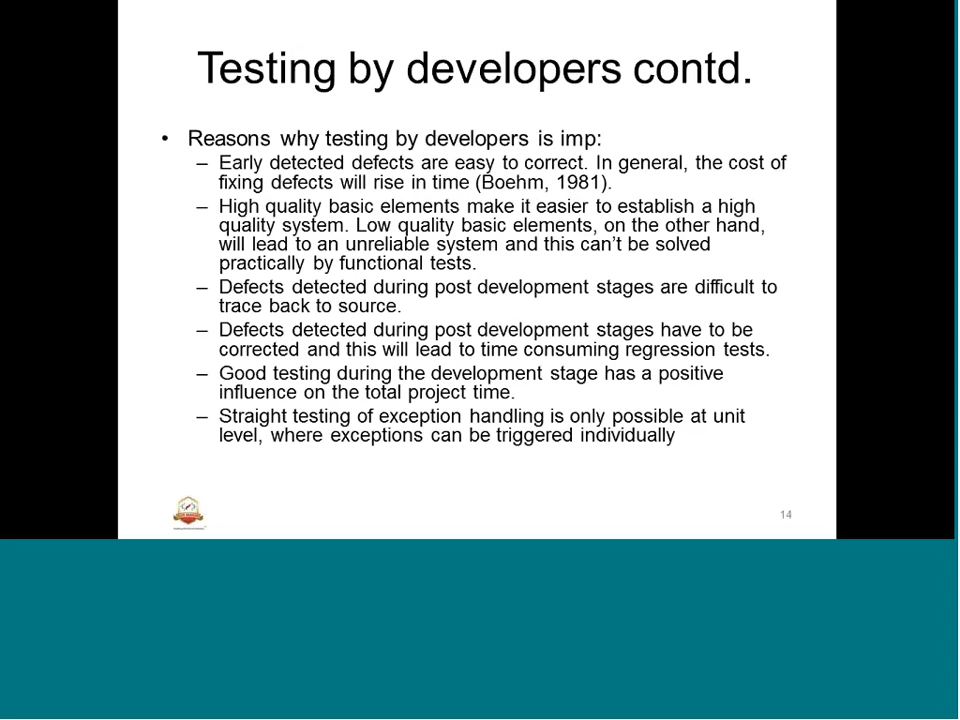 Testing by developers contd.
• Reasons why testing by developers is imp:
– Early detected defects are easy to correct. In general, the cost of
fixing defects will rise in time (Boehm, 1981).
– High quality basic elements make it easier to establish a high
quality system. Low quality basic elements, on the other hand,
will lead to an unreliable system and this can't be solved
practically by functional tests.
– Defects detected during post development stages are difficult to
trace back to source.
– Defects detected during post development stages have to be
corrected and this will lead to time consuming regression tests.
– Good testing during the development stage has a positive
influence on the total project time.
– Straight testing of exception handling is only possible at unit
level, where exceptions can be triggered individually
14